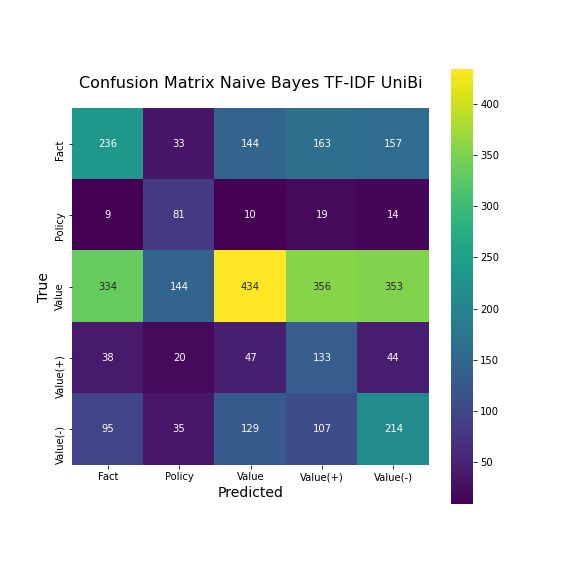 Confusion Matrix Naive Bayes TF-IDF UniBi
True
Fact 236 33 144 163 157
Policy 9 81 10 19 14
Value 334 144 434 356 353
Value(+) 38 20 47 133 44
Value(-) 95 35 129 107 214
Fact Policy Value Value(+) Value(-)
Predicted
400
350
300
250
200
150
100
50